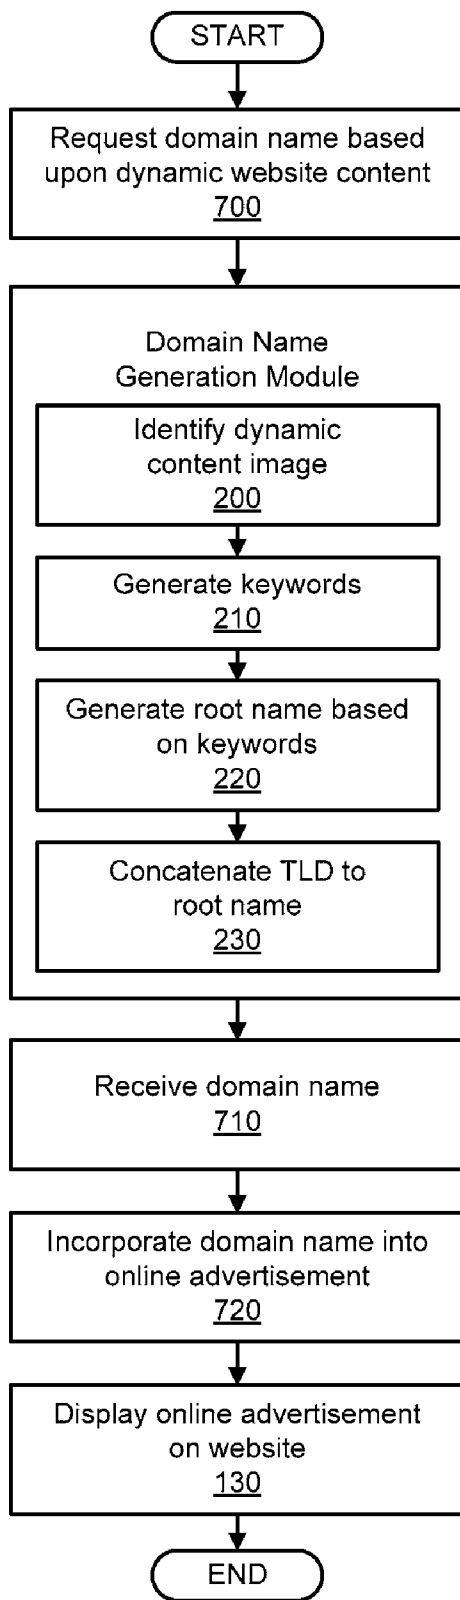 START
Request domain name based
upon dynamic website content
700
Domain Name
Generation Module
Identify dynamic
content image
200
Generate keywords
210
Generate root name based
on keywords
220
Concatenate TLD to
root name
230
Receive domain name
710
Incorporate domain name into
online advertisement
720
Display online advertisement
on website
130
END